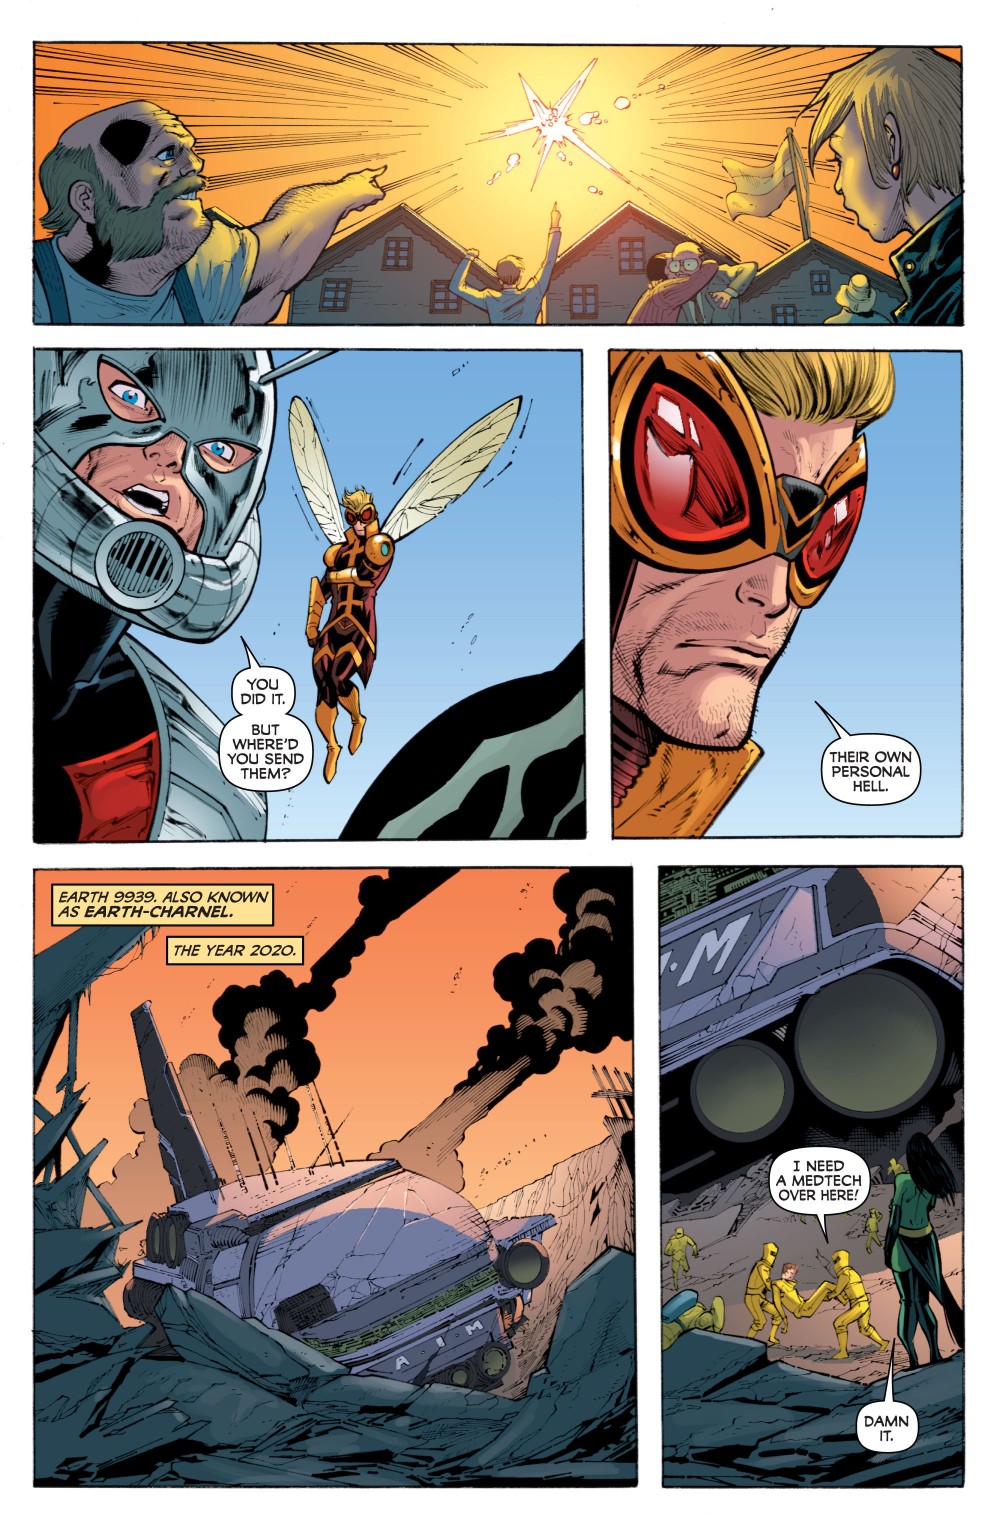 YOU
DID IT.
BUT
WHERE'D
YOU SEND
THEM?
THEIR OWN
PERSONAL
HELL.
EARTH 9939. ALSO KNOWN
AS EARTH-CHARNEL.
THE YEAR 2020.
A.I.M
I.M
I NEED
A MEDTECH
OVER HERE!
DAMN
IT.